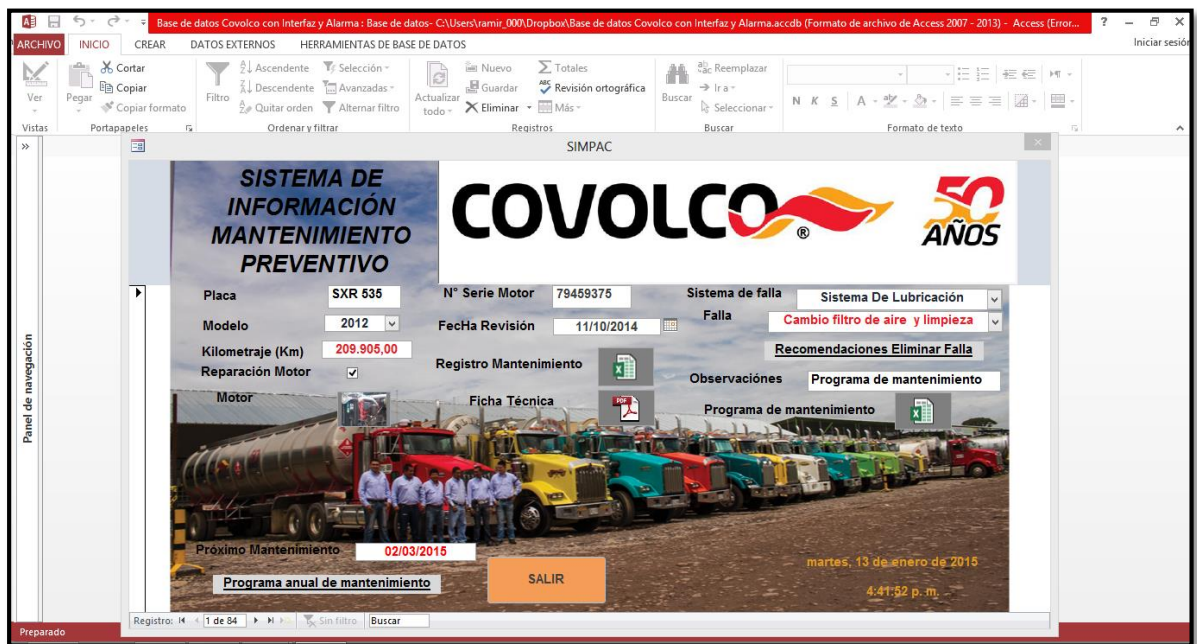 Base de datos Covolco con Interfaz y Alarma : Base de datos- C:\Users\ramir_000\Dropbox\Base de datos Covolco con Interfaz y Alarma.accdb (Formato de archivo de Access 2007 - 2013) - Access (Error...
ARCHIVO INICIO CREAR DATOS EXTERNOS HERRAMIENTAS DE BASE DE DATOS
Iniciar sesión
Ver
Vistas
Pegar
Cortar
Copiar
Copiar formato
Portapapeles
Filtro
Ascendente
Descendente
Quitar orden
Selección
Avanzadas
Alternar filtro
Ordenar y filtrar
Actualizar todo
Nuevo
Guardar
Eliminar
Totales
Revisión ortográfica
Más
Registros
Buscar
Reemplazar
Ir a
Seleccionar
Buscar
N K S A
Formato de texto
Panel de navegación
SIMPAC
SISTEMA DE
INFORMACIÓN
MANTENIMIENTO
PREVENTIVO
COVOLCO ®
50
AÑOS
Placa SXR 535
Modelo 2012
Kilometraje (Km) 209.905,00
Reparación Motor
Motor
N° Serie Motor 79459375
FecHa Revisión 11/10/2014
Registro Mantenimiento
Ficha Técnica
PDF
Sistema de falla Sistema De Lubricación
Falla Cambio filtro de aire y limpieza
Recomendaciones Eliminar Falla
Observaciónes Programa de mantenimiento
Programa de mantenimiento
Próximo Mantenimiento 02/03/2015
Programa anual de mantenimiento
SALIR
martes, 13 de enero de 2015
4:41:52 p. m.
Registro: 1 de 84 Sin filtro Buscar
Preparado